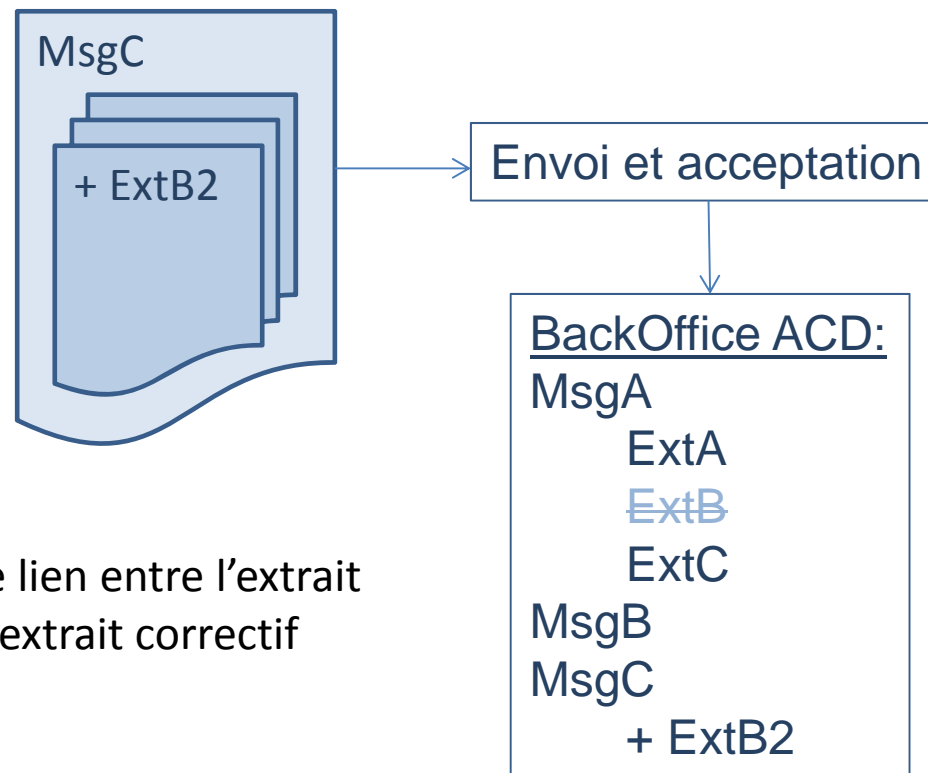 MsgC
+ ExtB2
Envoi et acceptation
BackOffice ACD:
MsgA
ExtA
ExtB
ExtC
MsgB
MsgC
+ ExtB2
lien entre l’extrait
extrait correctif